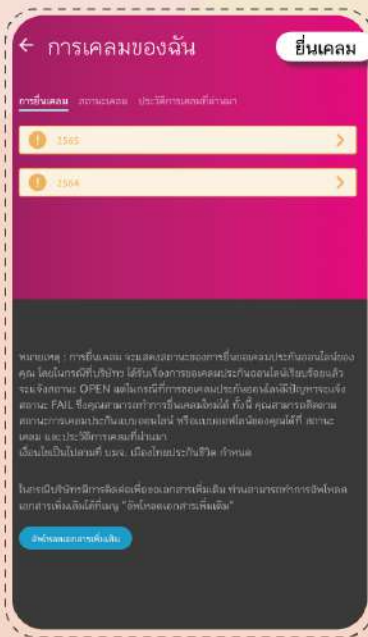 ← การเคลมของฉัน
ยื่นเคลม
การยื่นเคลม สถานะเคลม ประวัติการเคลมที่ผ่านมา
2565
2564
หมายเหตุ : การยื่นเคลม จะแสดงสถานะของการยื่นขอเคลมประกันออนไลน์ของ
คุณ โดยในกรณีที่บริษัทฯ ได้รับเรื่องการขอเคลมประกันออนไลน์เรียบร้อยแล้ว
จะแจ้งสถานะ OPEN แต่ในกรณีที่การขอเคลมประกันออนไลน์มีปัญหาจะแจ้ง
สถานะ FAIL ซึ่งคุณสามารถทำการยื่นเคลมใหม่ได้ ทั้งนี้ คุณสามารถติดตาม
สถานะการเคลมประกันแบบออนไลน์ หรือแบบออฟไลน์ของคุณได้ที่ สถานะ
เคลม และประวัติการเคลมที่ผ่านมา
เงื่อนไขเป็นไปตามที่ บมจ. เมืองไทยประกันชีวิต กำหนด
ในกรณีบริษัทมีการติดต่อเพื่อขอเอกสารเพิ่มเติม ท่านสามารถทำการอัพโหลด
เอกสารเพิ่มเติมได้ที่เมนู "อัพโหลดเอกสารเพิ่มเติม"
อัพโหลดเอกสารเพิ่มเติม